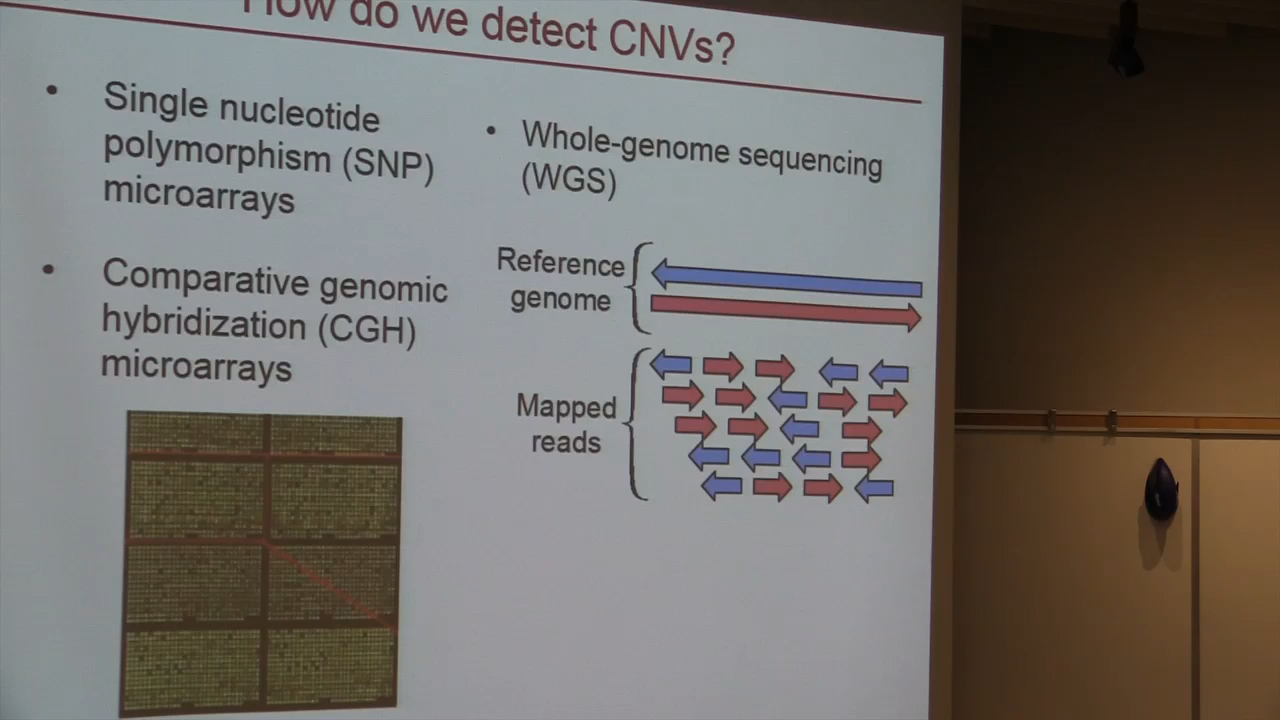 How do we detect CNVs?
• Single nucleotide
polymorphism (SNP)
microarrays
• Comparative genomic
hybridization (CGH)
microarrays
• Whole-genome sequencing
(WGS)
Reference
genome
Mapped
reads